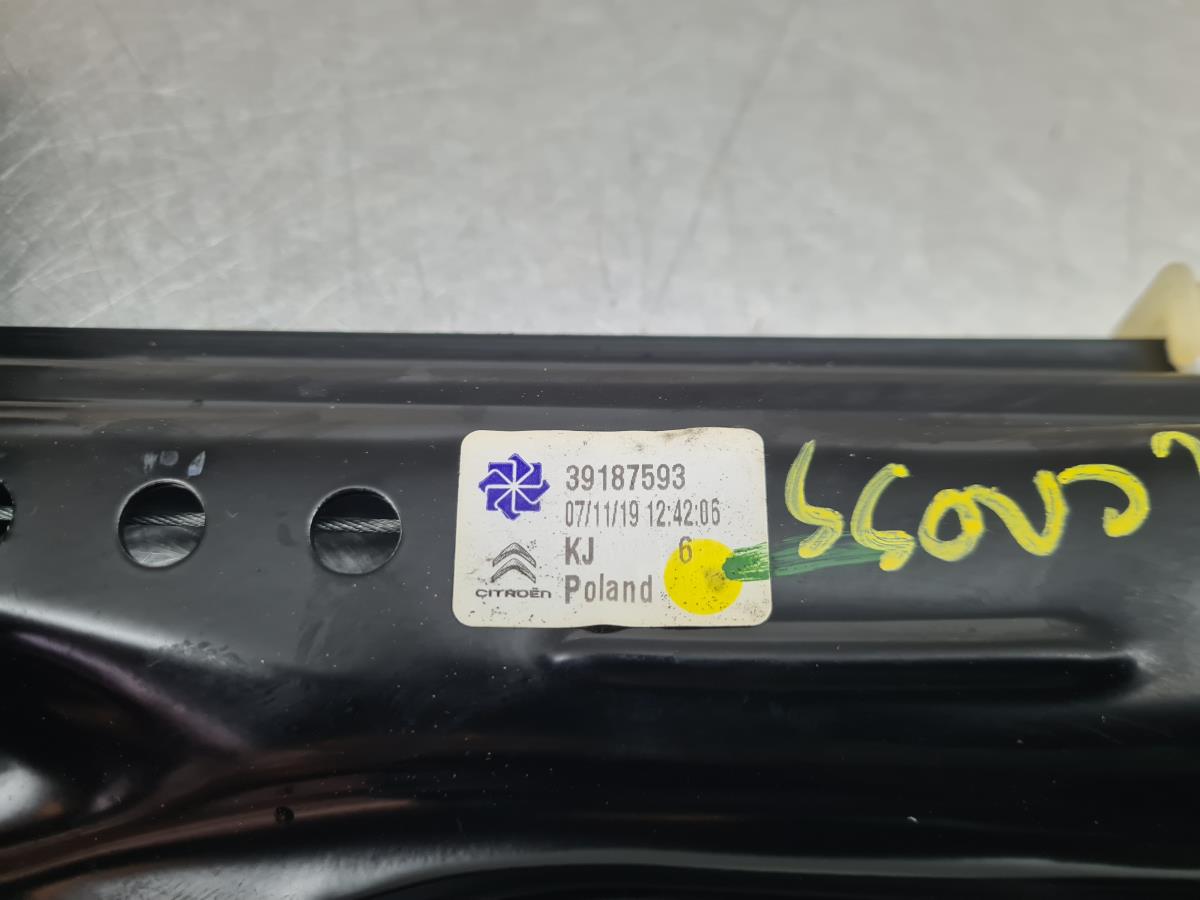 39187593
07/11/19 12:42:06
KJ 6
CITROËN Poland